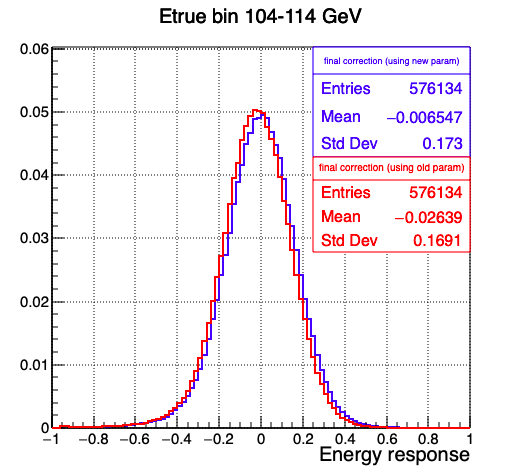 Etrue bin 104-114 GeV
0.06
0.05
0.04
0.03
0.02
0.01
0
final correction (using new param)
Entries 576134
Mean −0.006547
Std Dev 0.173
final correction (using old param)
Entries 576134
Mean −0.02639
Std Dev 0.1691
−1 −0.8 −0.6 −0.4 −0.2 0 0.2 0.4 0.6 0.8 1
Energy response